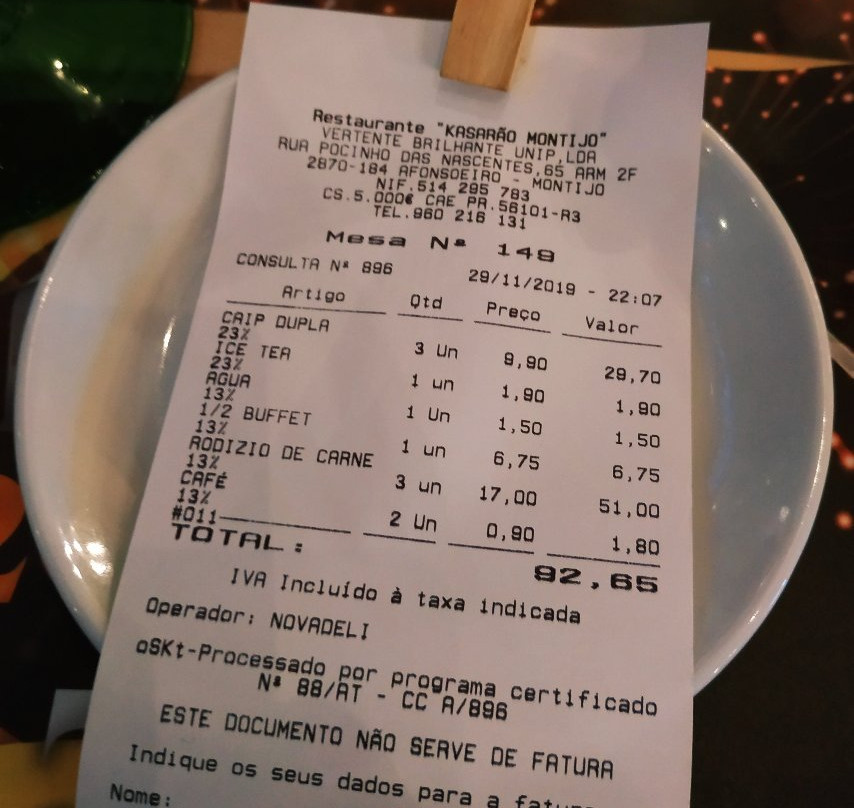 Restaurante "KASARÃO MONTIJO"
VERTENTE BRILHANTE UNIP,LDA
RUA POCINHO DAS NASCENTES,65 ARM 2F
2870-184 AFONSOEIRO - MONTIJO
NIF.514 295 783
CS.5.000€ CAE PR.56101-R3
TEL.960 216 131
Mesa Nª 149
CONSULTA Nª 896 29/11/2019 - 22:07
Artigo Qtd Preço Valor
CAIP DUPLA
23% 3 Un 9,90 29,70
ICE TEA
23% 1 un 1,90 1,90
AGUA
13% 1 Un 1,50 1,50
1/2 BUFFET
13% 1 un 6,75 6,75
RODIZIO DE CARNE
13% 3 un 17,00 51,00
CAFÉ
13% 2 Un 0,90 1,80
#011
TOTAL: 92,65
IVA Incluído à taxa indicada
Operador: NOVADELI
oSKt-Processado por programa certificado
Nª 88/AT - CC A/896
ESTE DOCUMENTO NÃO SERVE DE FATURA
Indique os seus dados para a
Nome: